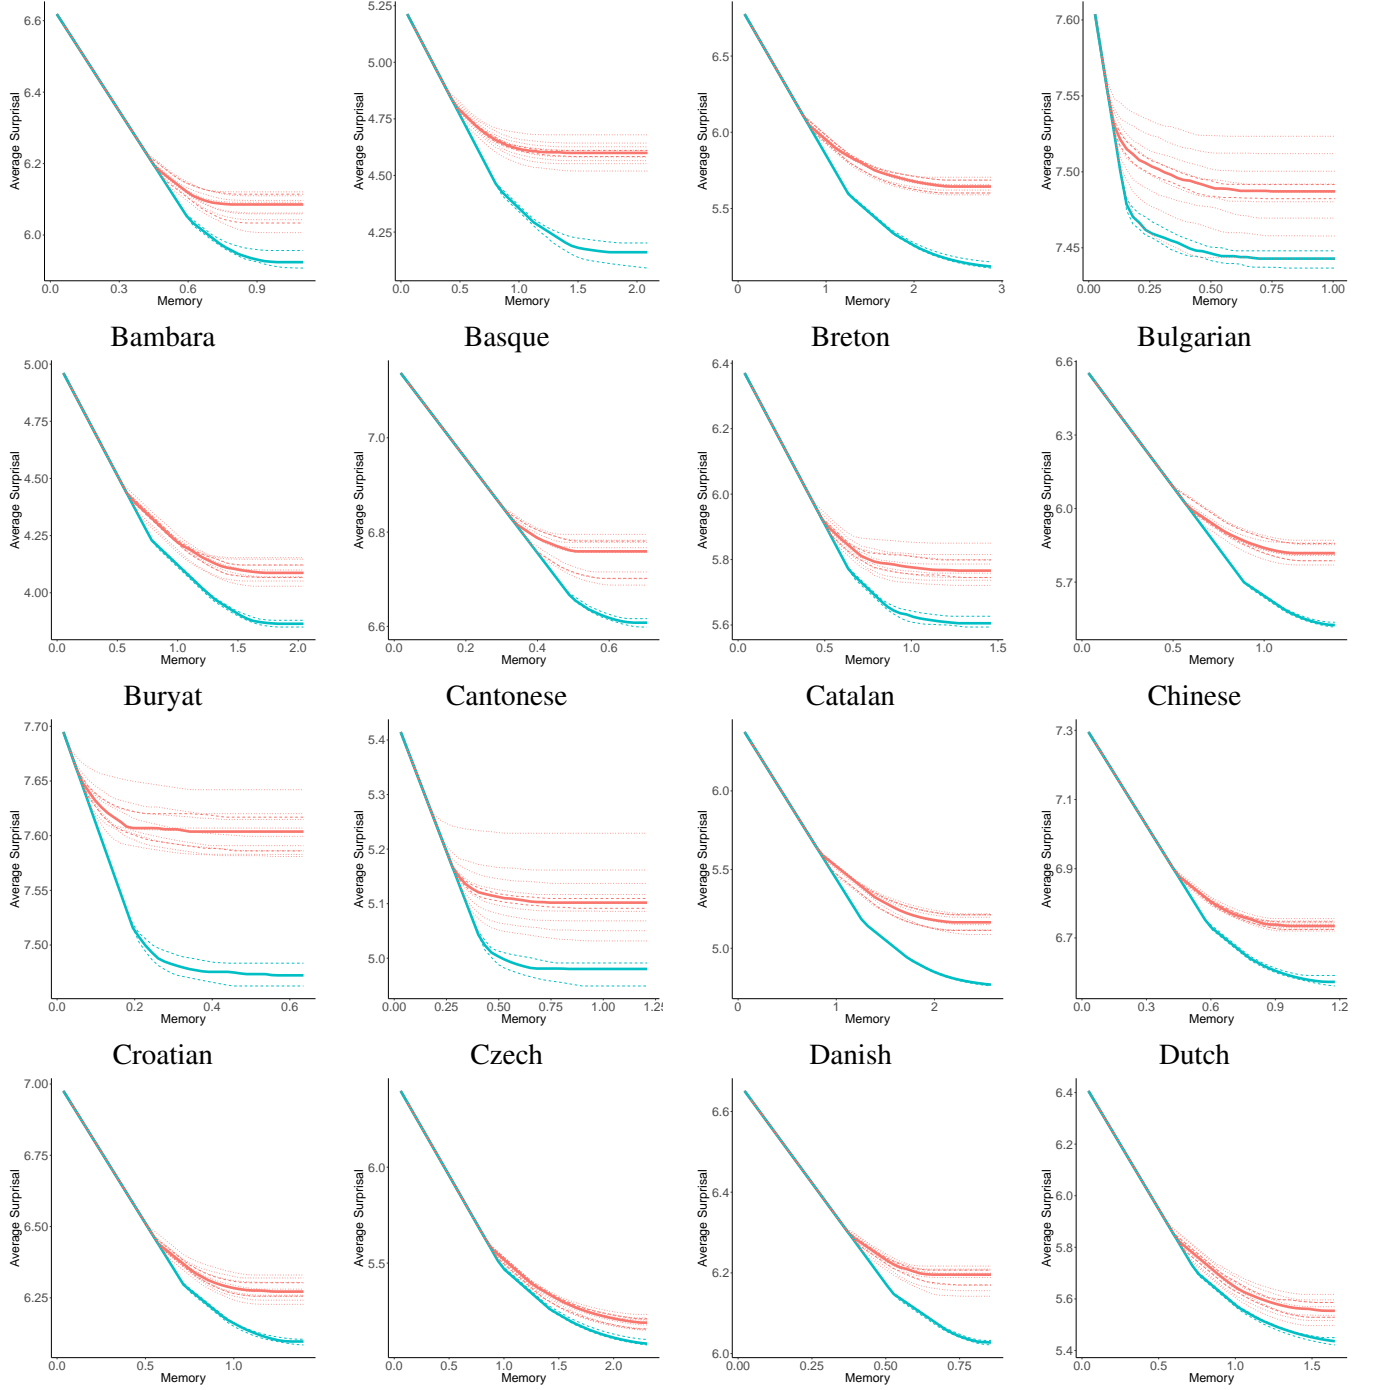 6.6
6.4
6.2
6.0
Average Surprisal
0.0 0.3 0.6 0.9
Memory
5.25
5.00
4.75
4.50
4.25
Average Surprisal
0.0 0.5 1.0 1.5 2.0
Memory
6.5
6.0
5.5
Average Surprisal
0 1 2 3
Memory
7.60
7.55
7.50
7.45
Average Surprisal
0.00 0.25 0.50 0.75 1.00
Memory
Bambara Basque Breton Bulgarian
5.00
4.75
4.50
4.25
4.00
Average Surprisal
0.0 0.5 1.0 1.5 2.0
Memory
7.0
6.8
6.6
Average Surprisal
0.0 0.2 0.4 0.6
Memory
6.4
6.2
6.0
5.8
5.6
Average Surprisal
0.0 0.5 1.0 1.5
Memory
6.6
6.3
6.0
5.7
Average Surprisal
0.0 0.5 1.0
Memory
Buryat Cantonese Catalan Chinese
7.70
7.65
7.60
7.55
7.50
Average Surprisal
0.0 0.2 0.4 0.6
Memory
5.4
5.3
5.2
5.1
5.0
Average Surprisal
0.00 0.25 0.50 0.75 1.00 1.25
Memory
6.0
5.5
5.0
Average Surprisal
0 1 2
Memory
7.3
7.1
6.9
6.7
Average Surprisal
0.0 0.3 0.6 0.9 1.2
Memory
Croatian Czech Danish Dutch
7.00
6.75
6.50
6.25
Average Surprisal
0.0 0.5 1.0
Memory
6.0
5.5
Average Surprisal
0.0 0.5 1.0 1.5 2.0
Memory
6.6
6.4
6.2
6.0
Average Surprisal
0.00 0.25 0.50 0.75
Memory
6.4
6.2
6.0
5.8
5.6
5.4
Average Surprisal
0.0 0.5 1.0 1.5
Memory